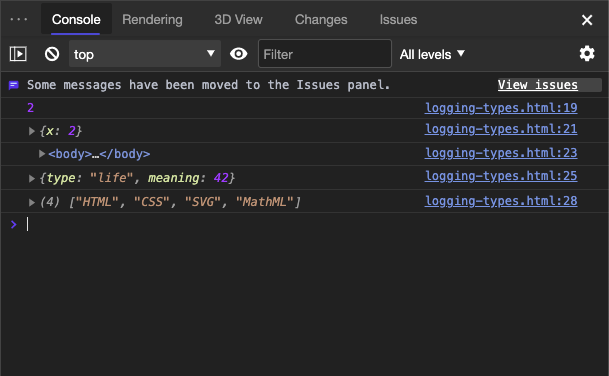 ··· Console Rendering 3D View Changes Issues
top Filter All levels
Some messages have been moved to the Issues panel. View issues
2 logging-types.html:19
{x: 2} logging-types.html:21
<body>…</body> logging-types.html:23
{type: "life", meaning: 42} logging-types.html:25
(4) ["HTML", "CSS", "SVG", "MathML"] logging-types.html:28